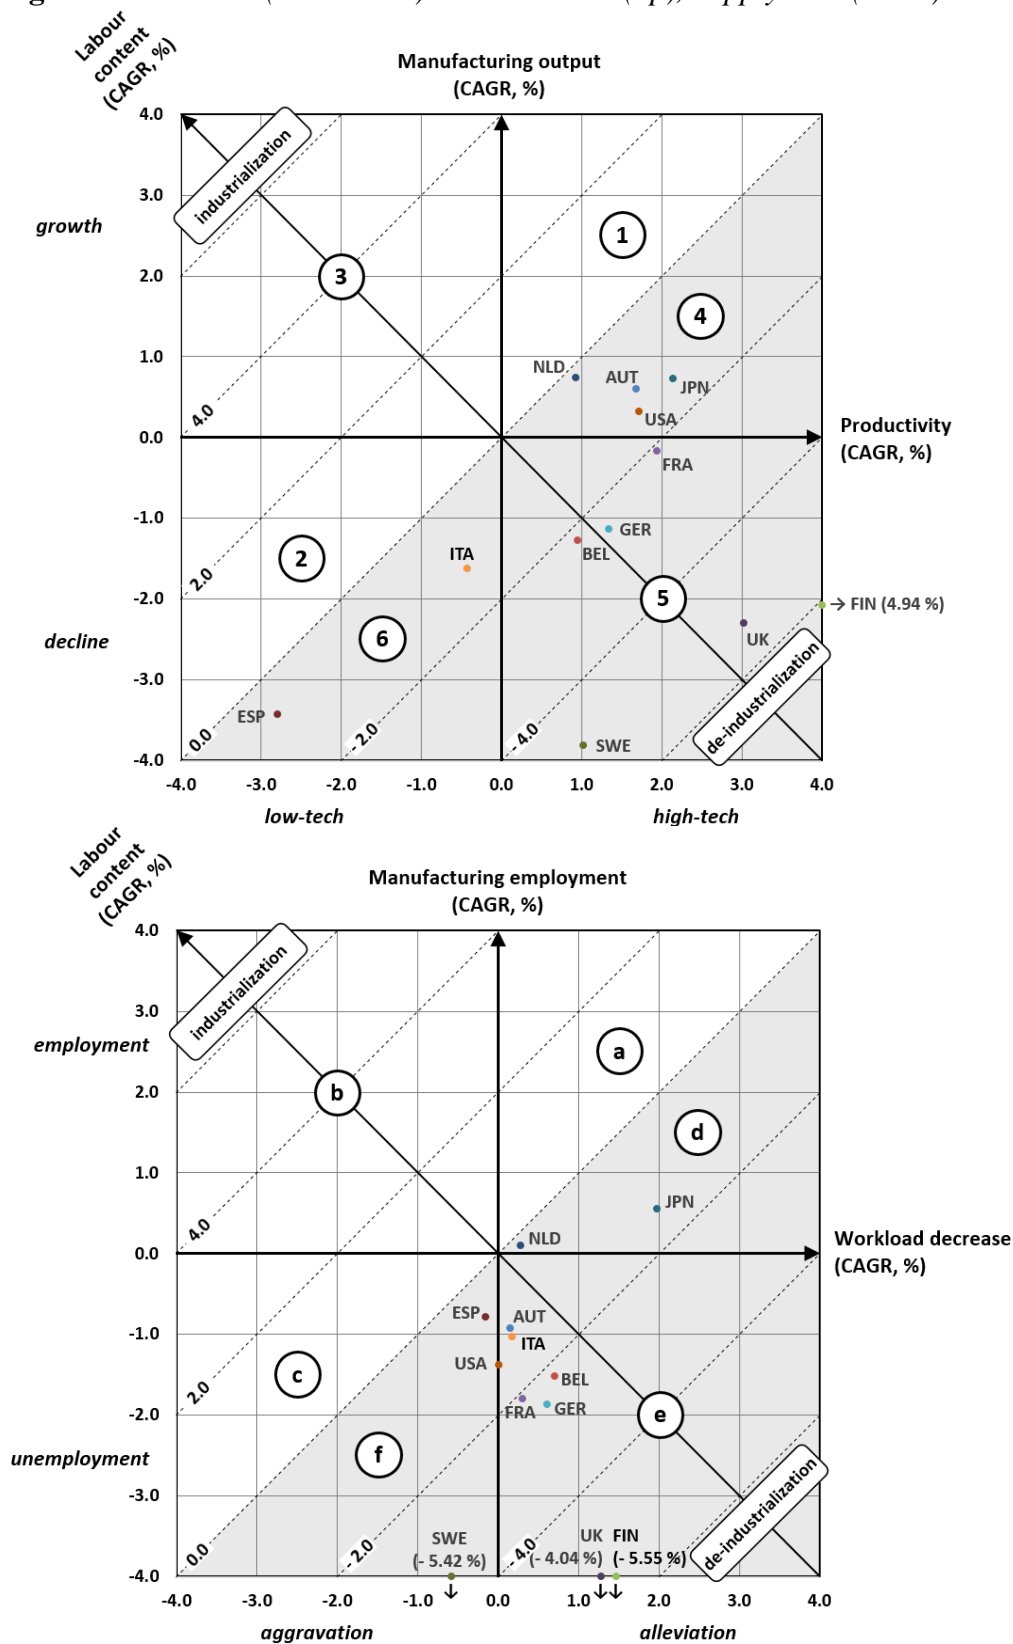 Labour
content
(CAGR, %)
Manufacturing output
(CAGR, %)
4.0
industrialization
3.0
growth
1
3
2.0
4
1.0
NLD
AUT
JPN
4.0
USA
0.0
Productivity
(CAGR, %)
FRA
-1.0
GER
ITA
BEL
2
2.0
-2.0
5
FIN (4.94 %)
decline
6
UK
-3.0
de-industrialization
ESP
0.0
- 2.0
- 4.0
SWE
-4.0
-4.0 -3.0 -2.0 -1.0 0.0 1.0 2.0 3.0 4.0
low-tech high-tech
Labour
content
(CAGR, %)
Manufacturing employment
(CAGR, %)
4.0
industrialization
3.0
employment
a
b
2.0
d
1.0
JPN
4.0
NLD
0.0
Workload decrease
(CAGR, %)
ESP
AUT
-1.0
ITA
USA
c
2.0
BEL
-2.0
FRA
GER
e
unemployment
f
-3.0
de-industrialization
0.0
- 2.0
- 4.0
SWE
(- 5.42 %)
UK
(- 4.04 %)
FIN
(- 5.55 %)
-4.0
-4.0 -3.0 -2.0 -1.0 0.0 1.0 2.0 3.0 4.0
aggravation alleviation